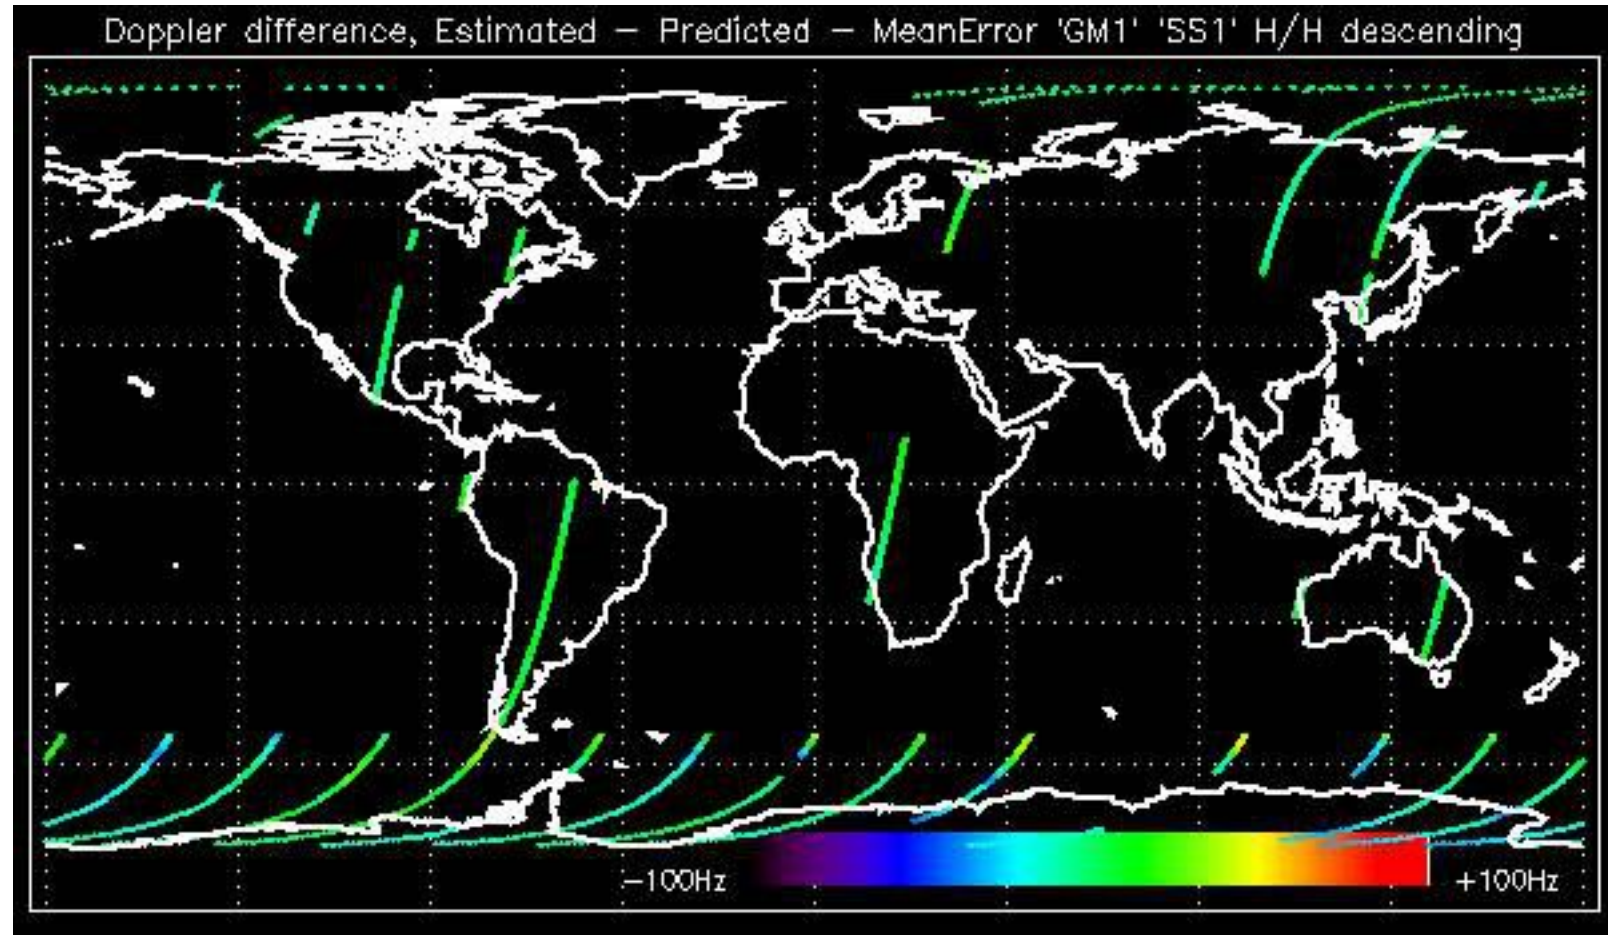 Doppler difference, Estimated – Predicted – MeanError 'GM1' 'SS1' H/H descending
–100Hz +100Hz